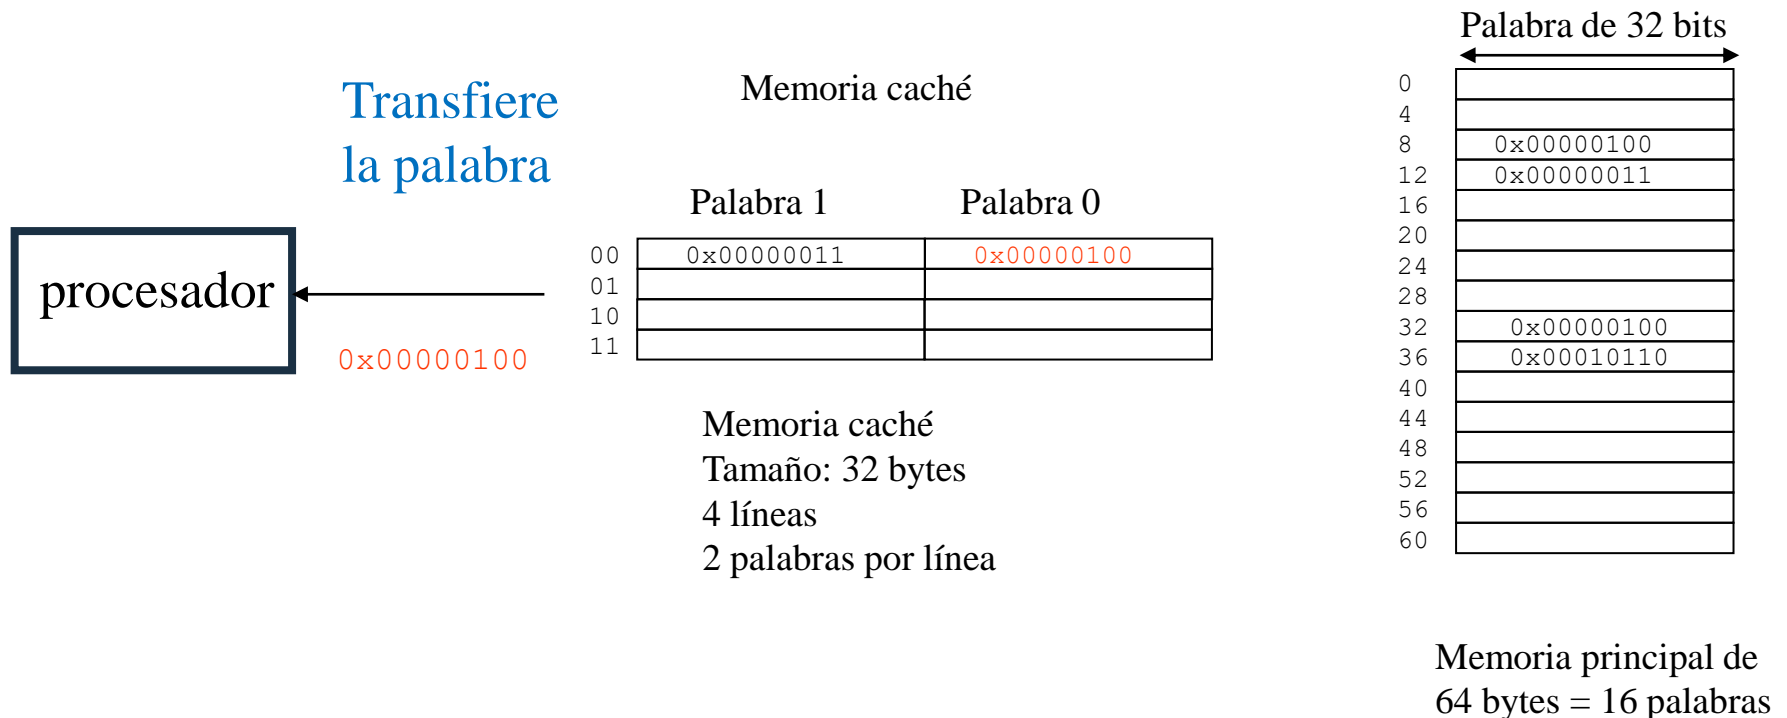 Palabra de 32 bits
Transfiere
la palabra
Memoria caché
Palabra 1 Palabra 0
procesador
0x00000100
00 0x00000011 0x00000100
01
10
11
Memoria caché
Tamaño: 32 bytes
4 líneas
2 palabras por línea
0
4
8 0x00000100
12 0x00000011
16
20
24
28
32 0x00000100
36 0x00010110
40
44
48
52
56
60
Memoria principal de
64 bytes = 16 palabras